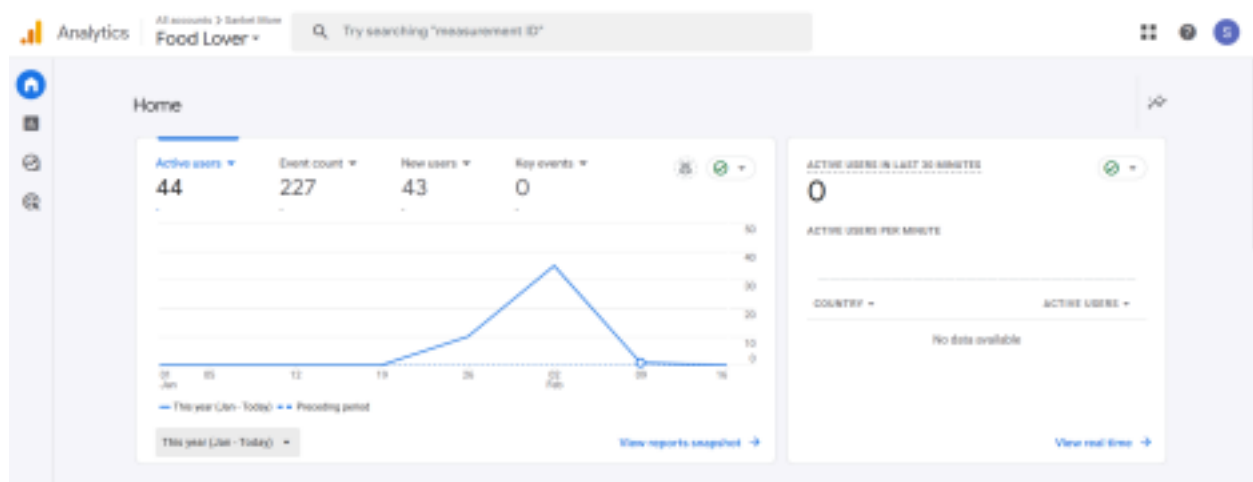 Analytics
All accounts > Sanket More
Food Lover
Try searching "measurement ID"
S
Home
Active users
44
Event count
227
New users
43
Key events
0
50
40
30
20
10
0
01
Jan
05
12
19
26
02
Feb
09
16
This year (Jan - Today)
Preceding period
This year (Jan - Today)
View reports snapshot
ACTIVE USERS IN LAST 30 MINUTES
0
ACTIVE USERS PER MINUTE
COUNTRY
ACTIVE USERS
No data available
View real time